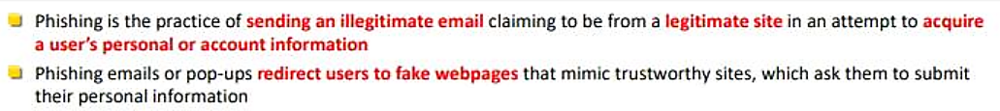 Phishing is the practice of sending an illegitimate email claiming to be from a legitimate site in an attempt to acquire
a user's personal or account information
Phishing emails or pop-ups redirect users to fake webpages that mimic trustworthy sites, which ask them to submit
their personal information